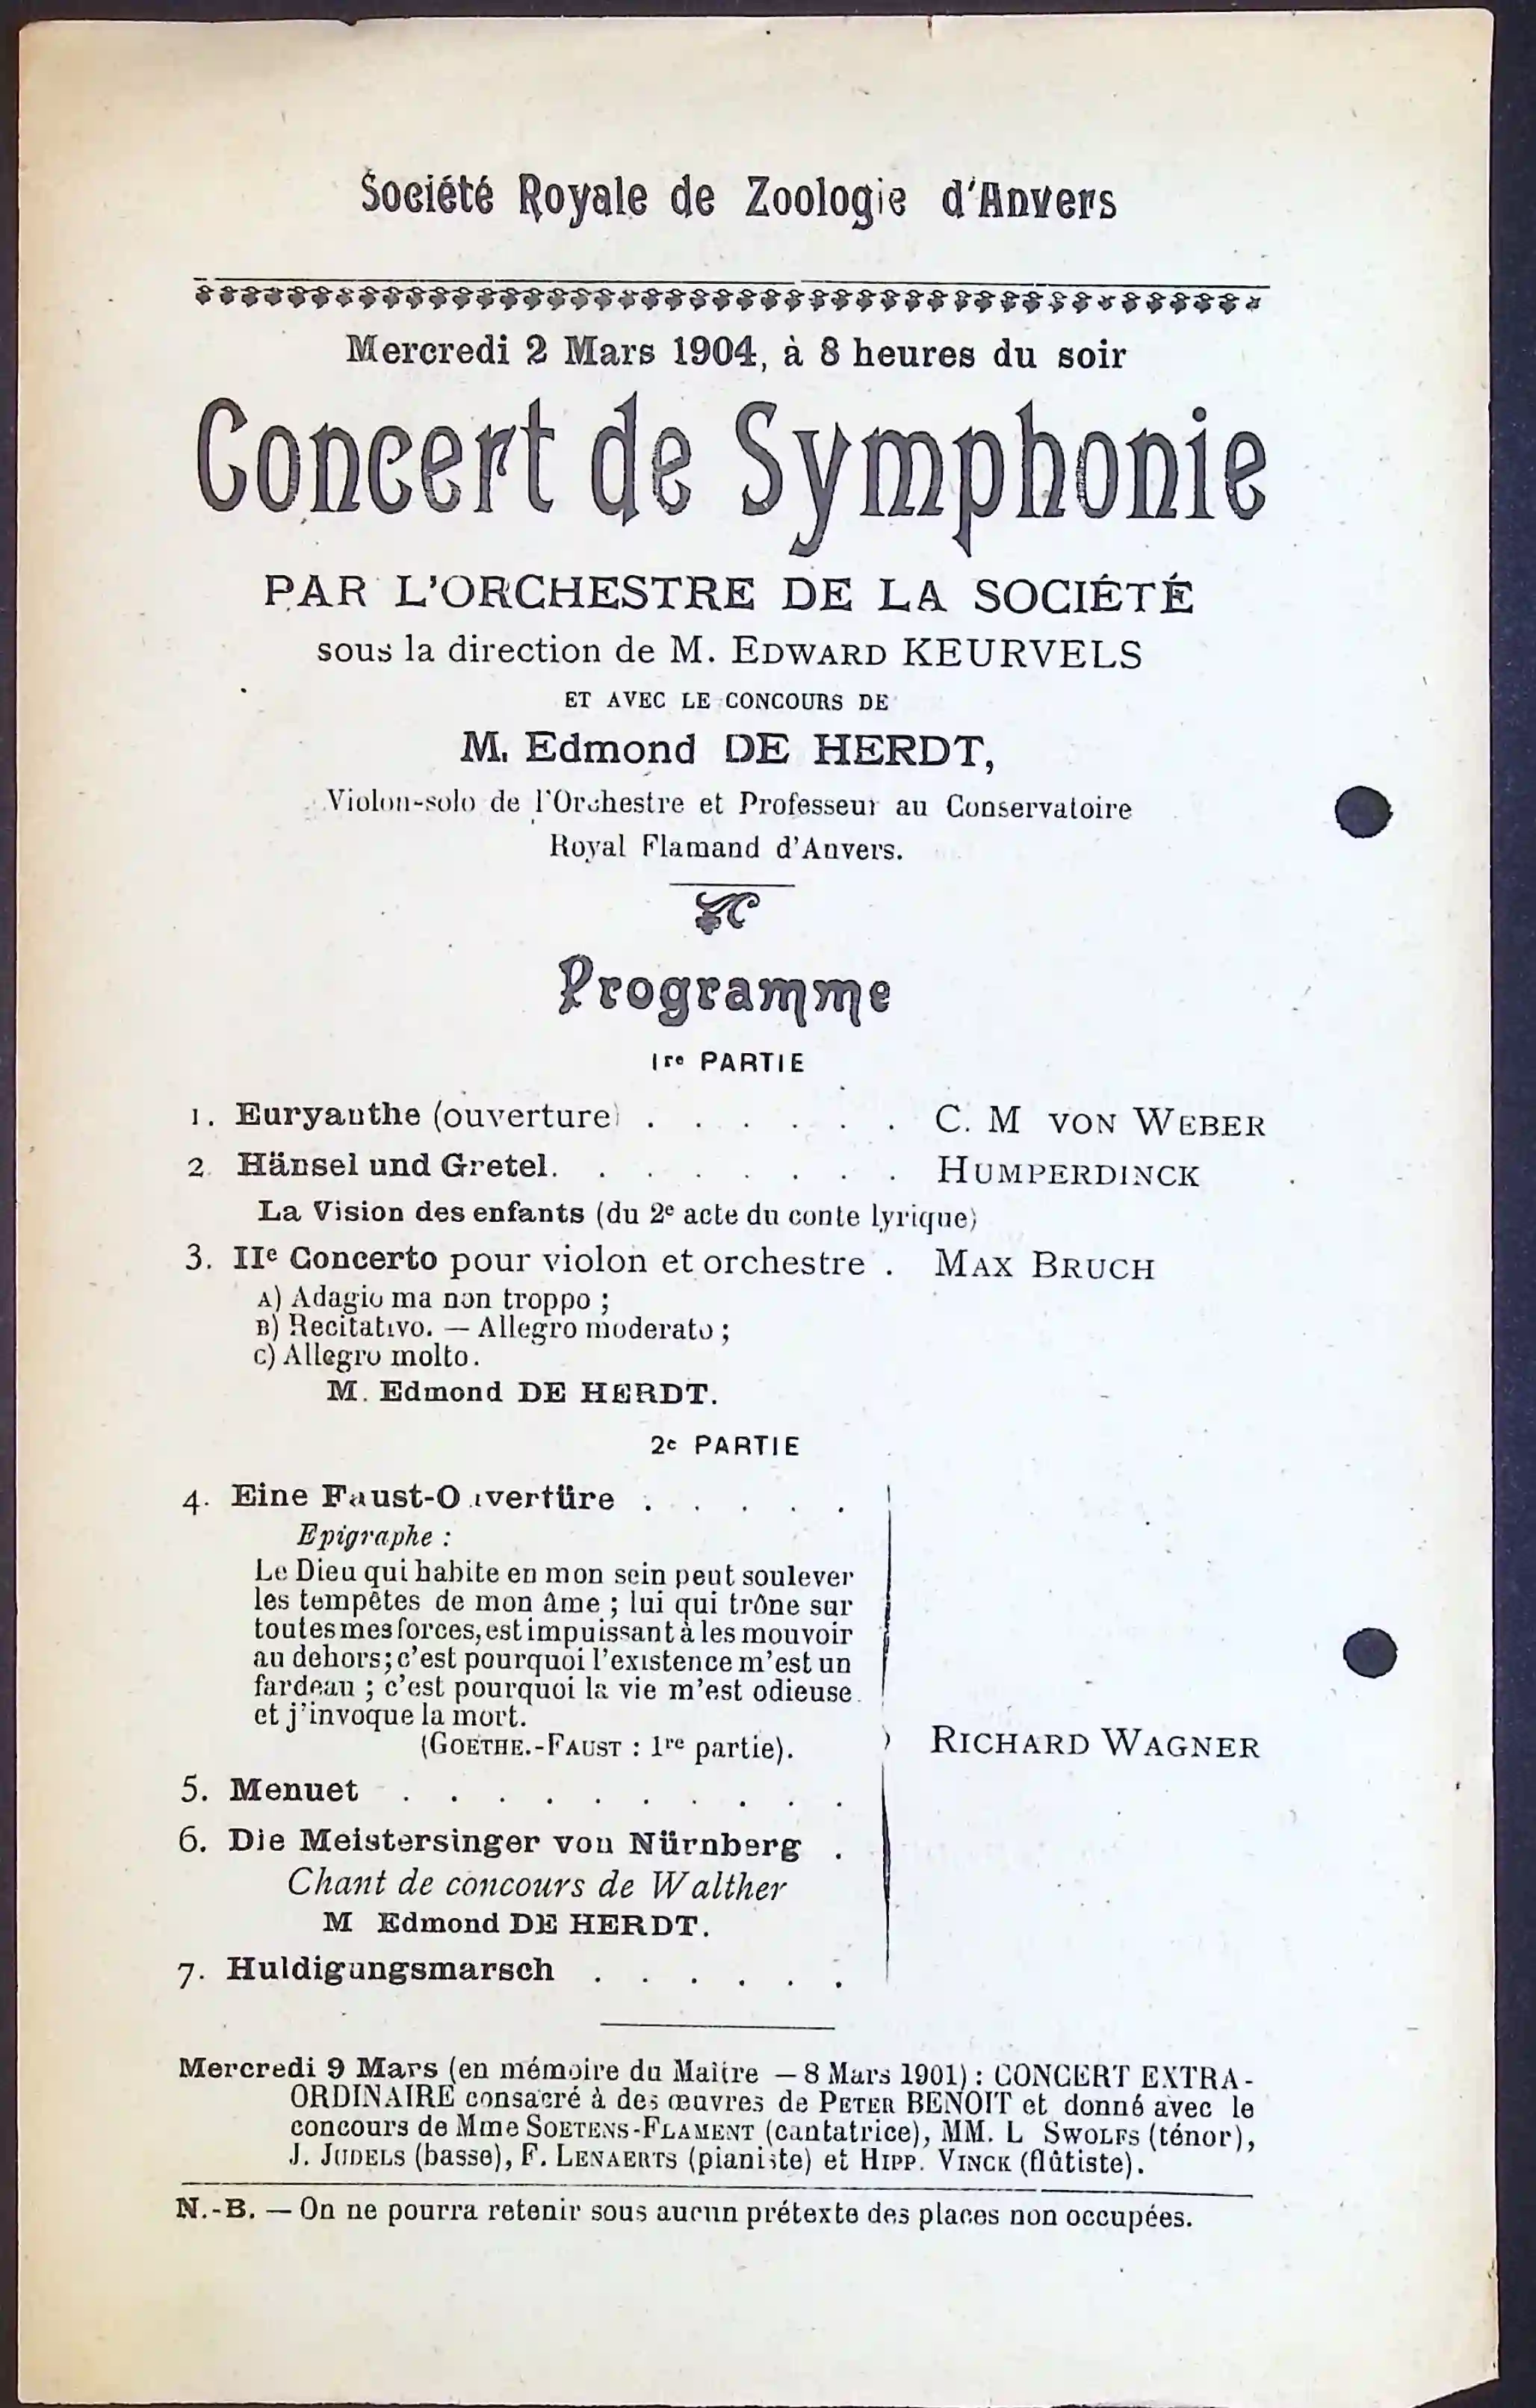 Société Royale de Zoologie d'Anvers
Mercredi 2 Mars 1904, à 8 heures du soir
Concert de Symphonie
PAR L'ORCHESTRE DE LA SOCIÉTÉ
sous la direction de M. EDWARD KEURVELS
ET AVEC LE CONCOURS DE
M. Edmond DE HERDT,
Violon-solo de l'Orchestre et Professeur au Conservatoire
Royal Flamand d'Anvers.
Programme
1re PARTIE
1. Euryanthe (ouverture) . . . . . . C. M VON WEBER
2. Hänsel und Gretel. . . . . . . . HUMPERDINCK
La Vision des enfants (du 2e acte du conte lyrique)
3. IIe Concerto pour violon et orchestre . MAX BRUCH
A) Adagio ma non troppo ;
B) Recitativo. — Allegro moderato ;
C) Allegro molto.
M. Edmond DE HERDT.
2e PARTIE
4. Eine Faust-Ouvertüre . . . . .
Epigraphe :
Le Dieu qui habite en mon sein peut soulever
les tempêtes de mon âme ; lui qui trône sur
toutes mes forces, est impuissant à les mouvoir
au dehors; c'est pourquoi l'existence m'est un
fardeau ; c'est pourquoi la vie m'est odieuse
et j'invoque la mort.
(GOETHE.-FAUST : 1re partie).
RICHARD WAGNER
5. Menuet . . . . . . . . . .
6. Die Meistersinger von Nürnberg .
Chant de concours de Walther
M Edmond DE HERDT.
7. Huldigungsmarsch . . . . . .
Mercredi 9 Mars (en mémoire du Maître — 8 Mars 1901) : CONCERT EXTRA-
ORDINAIRE consacré à des œuvres de PETER BENOIT et donné avec le
concours de Mme SOETENS-FLAMENT (cantatrice), MM. L SWOLFS (ténor),
J. JUDELS (basse), F. LENAERTS (pianiste) et HIPP. VINCK (flûtiste).
N.-B. — On ne pourra retenir sous aucun prétexte des places non occupées.